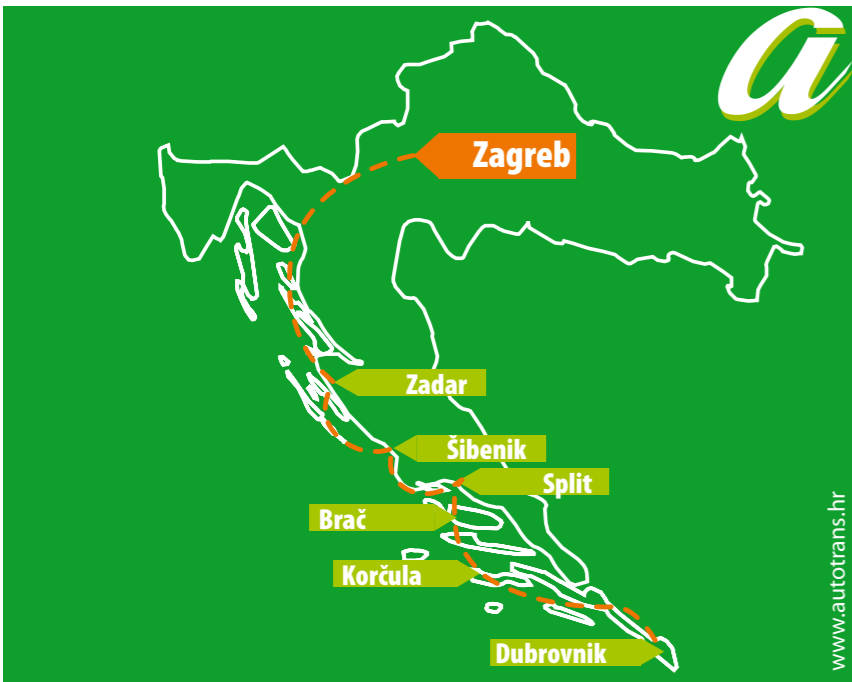 a
Zagreb
Zadar
Šibenik
Split
Brač
Korčula
Dubrovnik
www.autotrans.hr